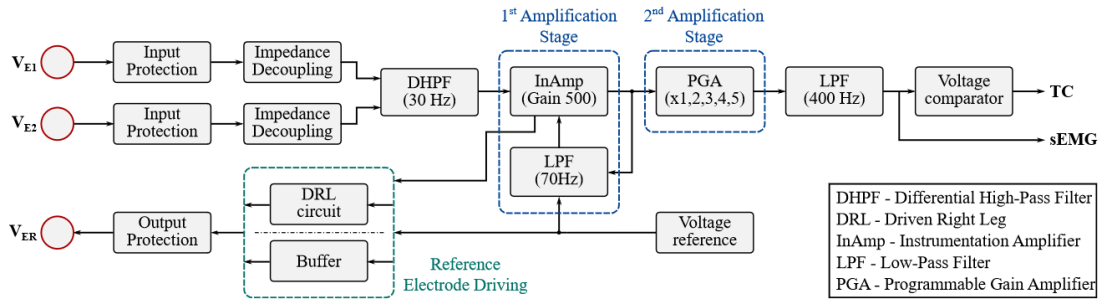 1st Amplification
Stage
2nd Amplification
Stage
VE1
Input
Protection
Impedance
Decoupling
DHPF
(30 Hz)
InAmp
(Gain 500)
PGA
(x1,2,3,4,5)
LPF
(400 Hz)
Voltage
comparator
TC
VE2
Input
Protection
Impedance
Decoupling
sEMG
LPF
(70Hz)
DRL
circuit
VER
Output
Protection
Buffer
Voltage
reference
Reference
Electrode Driving
DHPF - Differential High-Pass Filter
DRL - Driven Right Leg
InAmp - Instrumentation Amplifier
LPF - Low-Pass Filter
PGA - Programmable Gain Amplifier